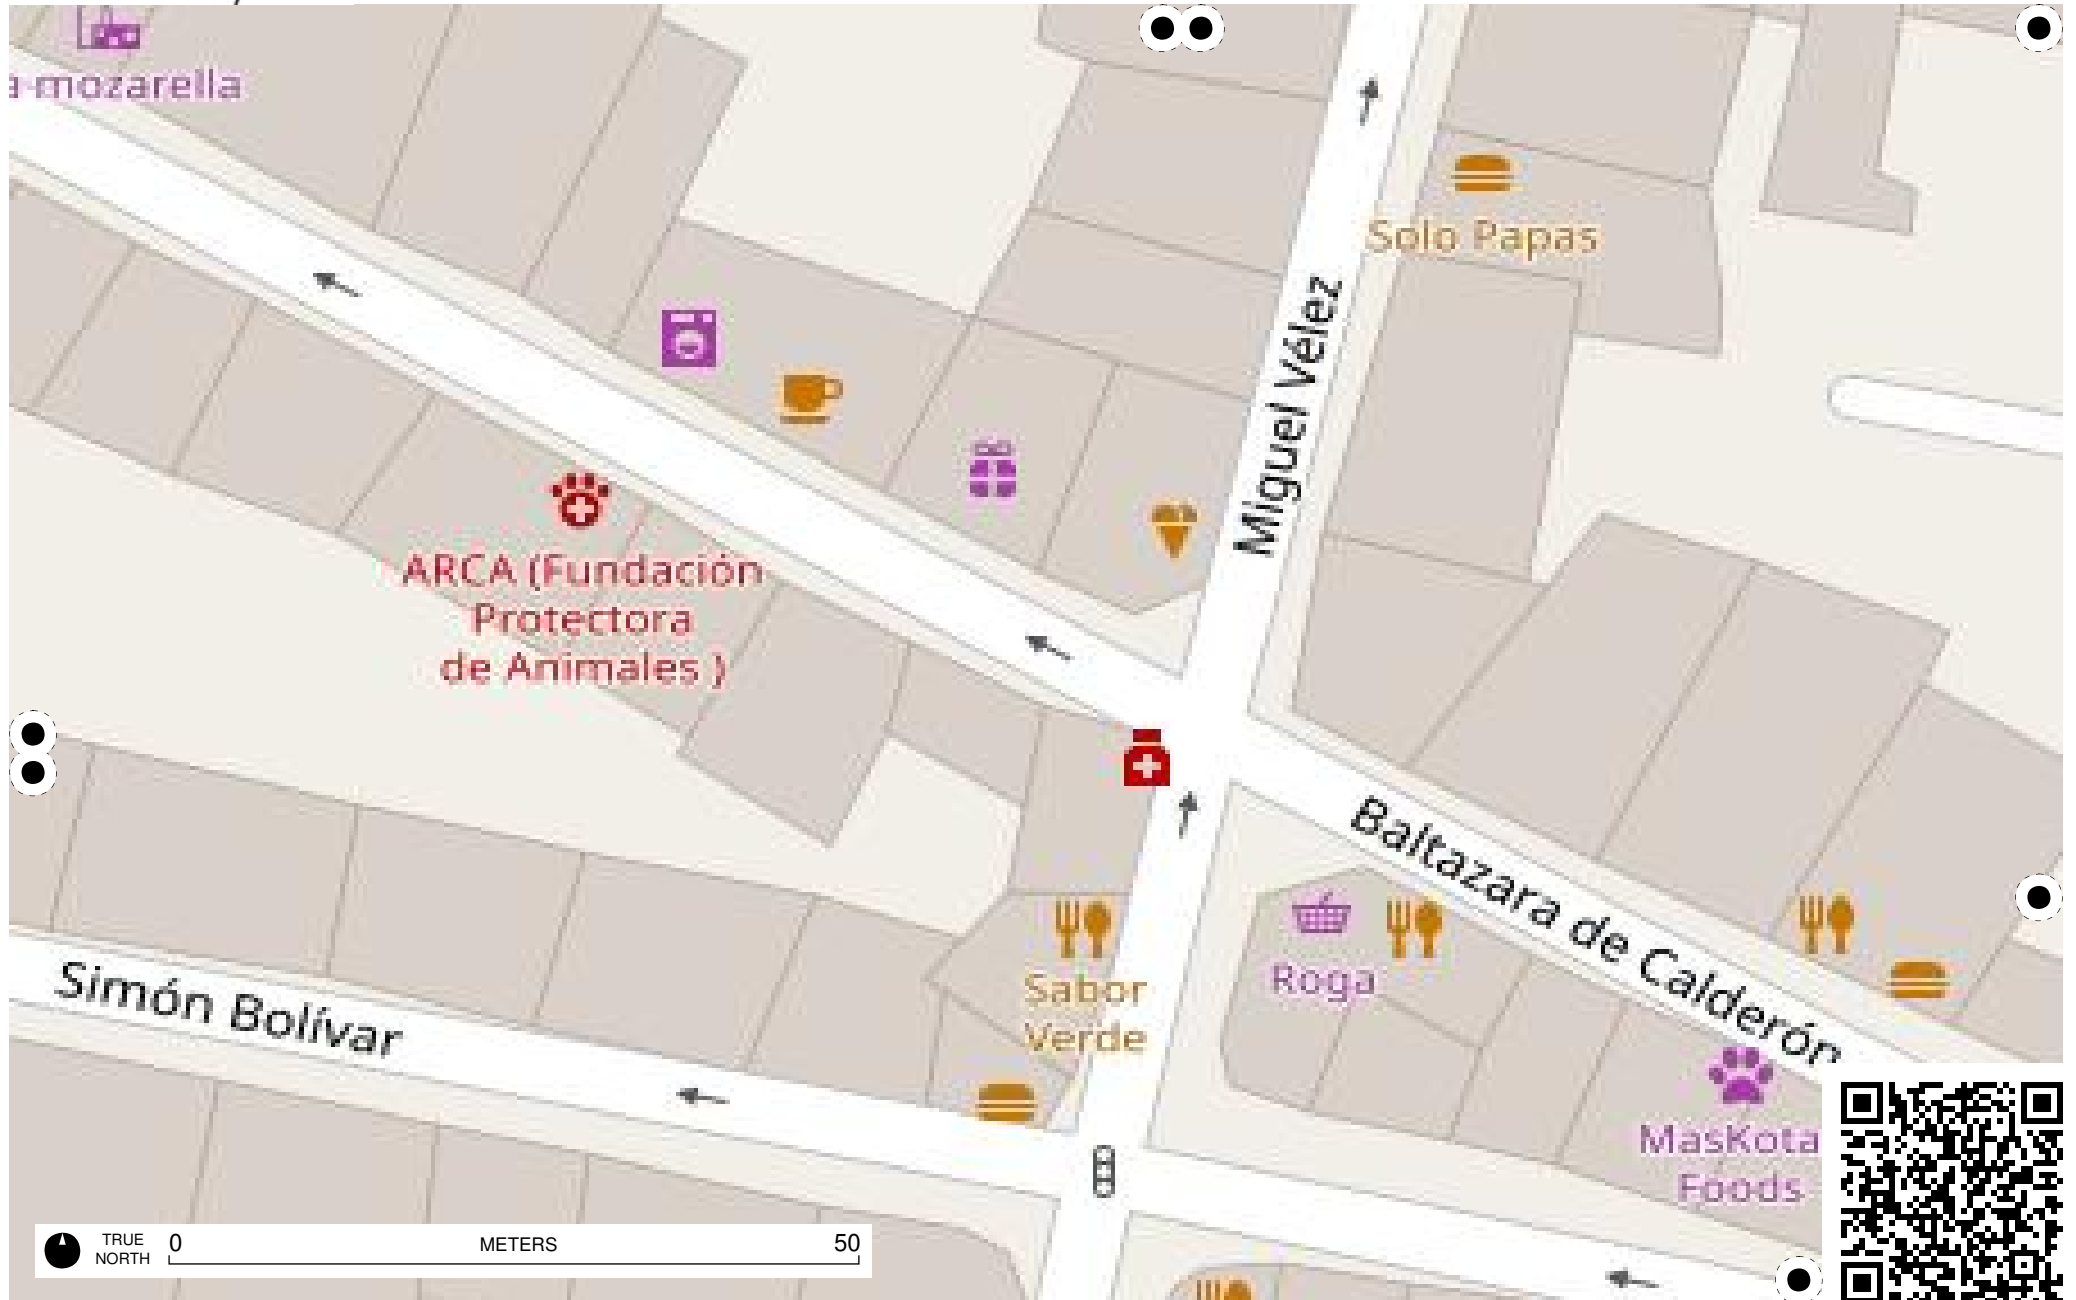 a-mozarella
Solo Papas
Miguel Vélez
ARCA (Fundación
Protectora
de Animales )
Baltazara de Calderón
Roga
Sabor
Verde
Simón Bolívar
MasKota
Foods
TRUE
NORTH
0 METERS 50